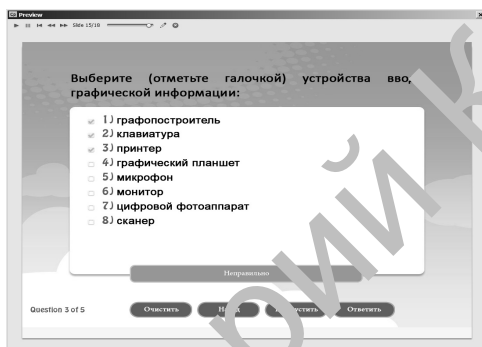 Preview
Slide 15/18
Выберите (отметьте галочкой) устройства вво,
графической информации:
1) графопостроитель
2) клавиатура
3) принтер
4) графический планшет
5) микрофон
6) монитор
7) цифровой фотоаппарат
8) сканер
Неправильно
Question 3 of 5
Очистить
Ответить